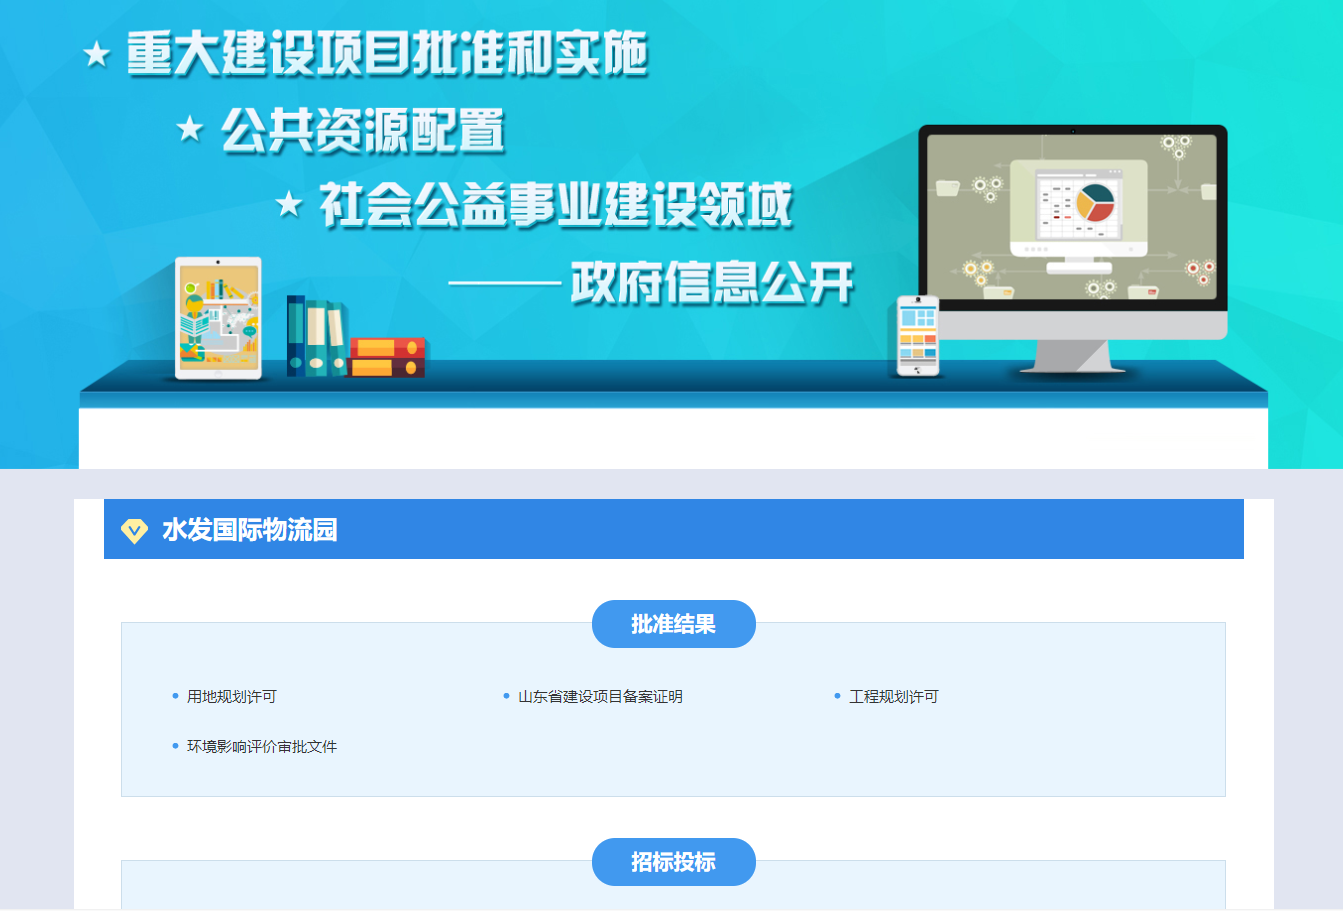 重大建设项目批准和实施
公共资源配置
社会公益事业建设领域
——政府信息公开
水发国际物流园
批准结果
用地规划许可
山东省建设项目备案证明
工程规划许可
环境影响评价审批文件
招标投标